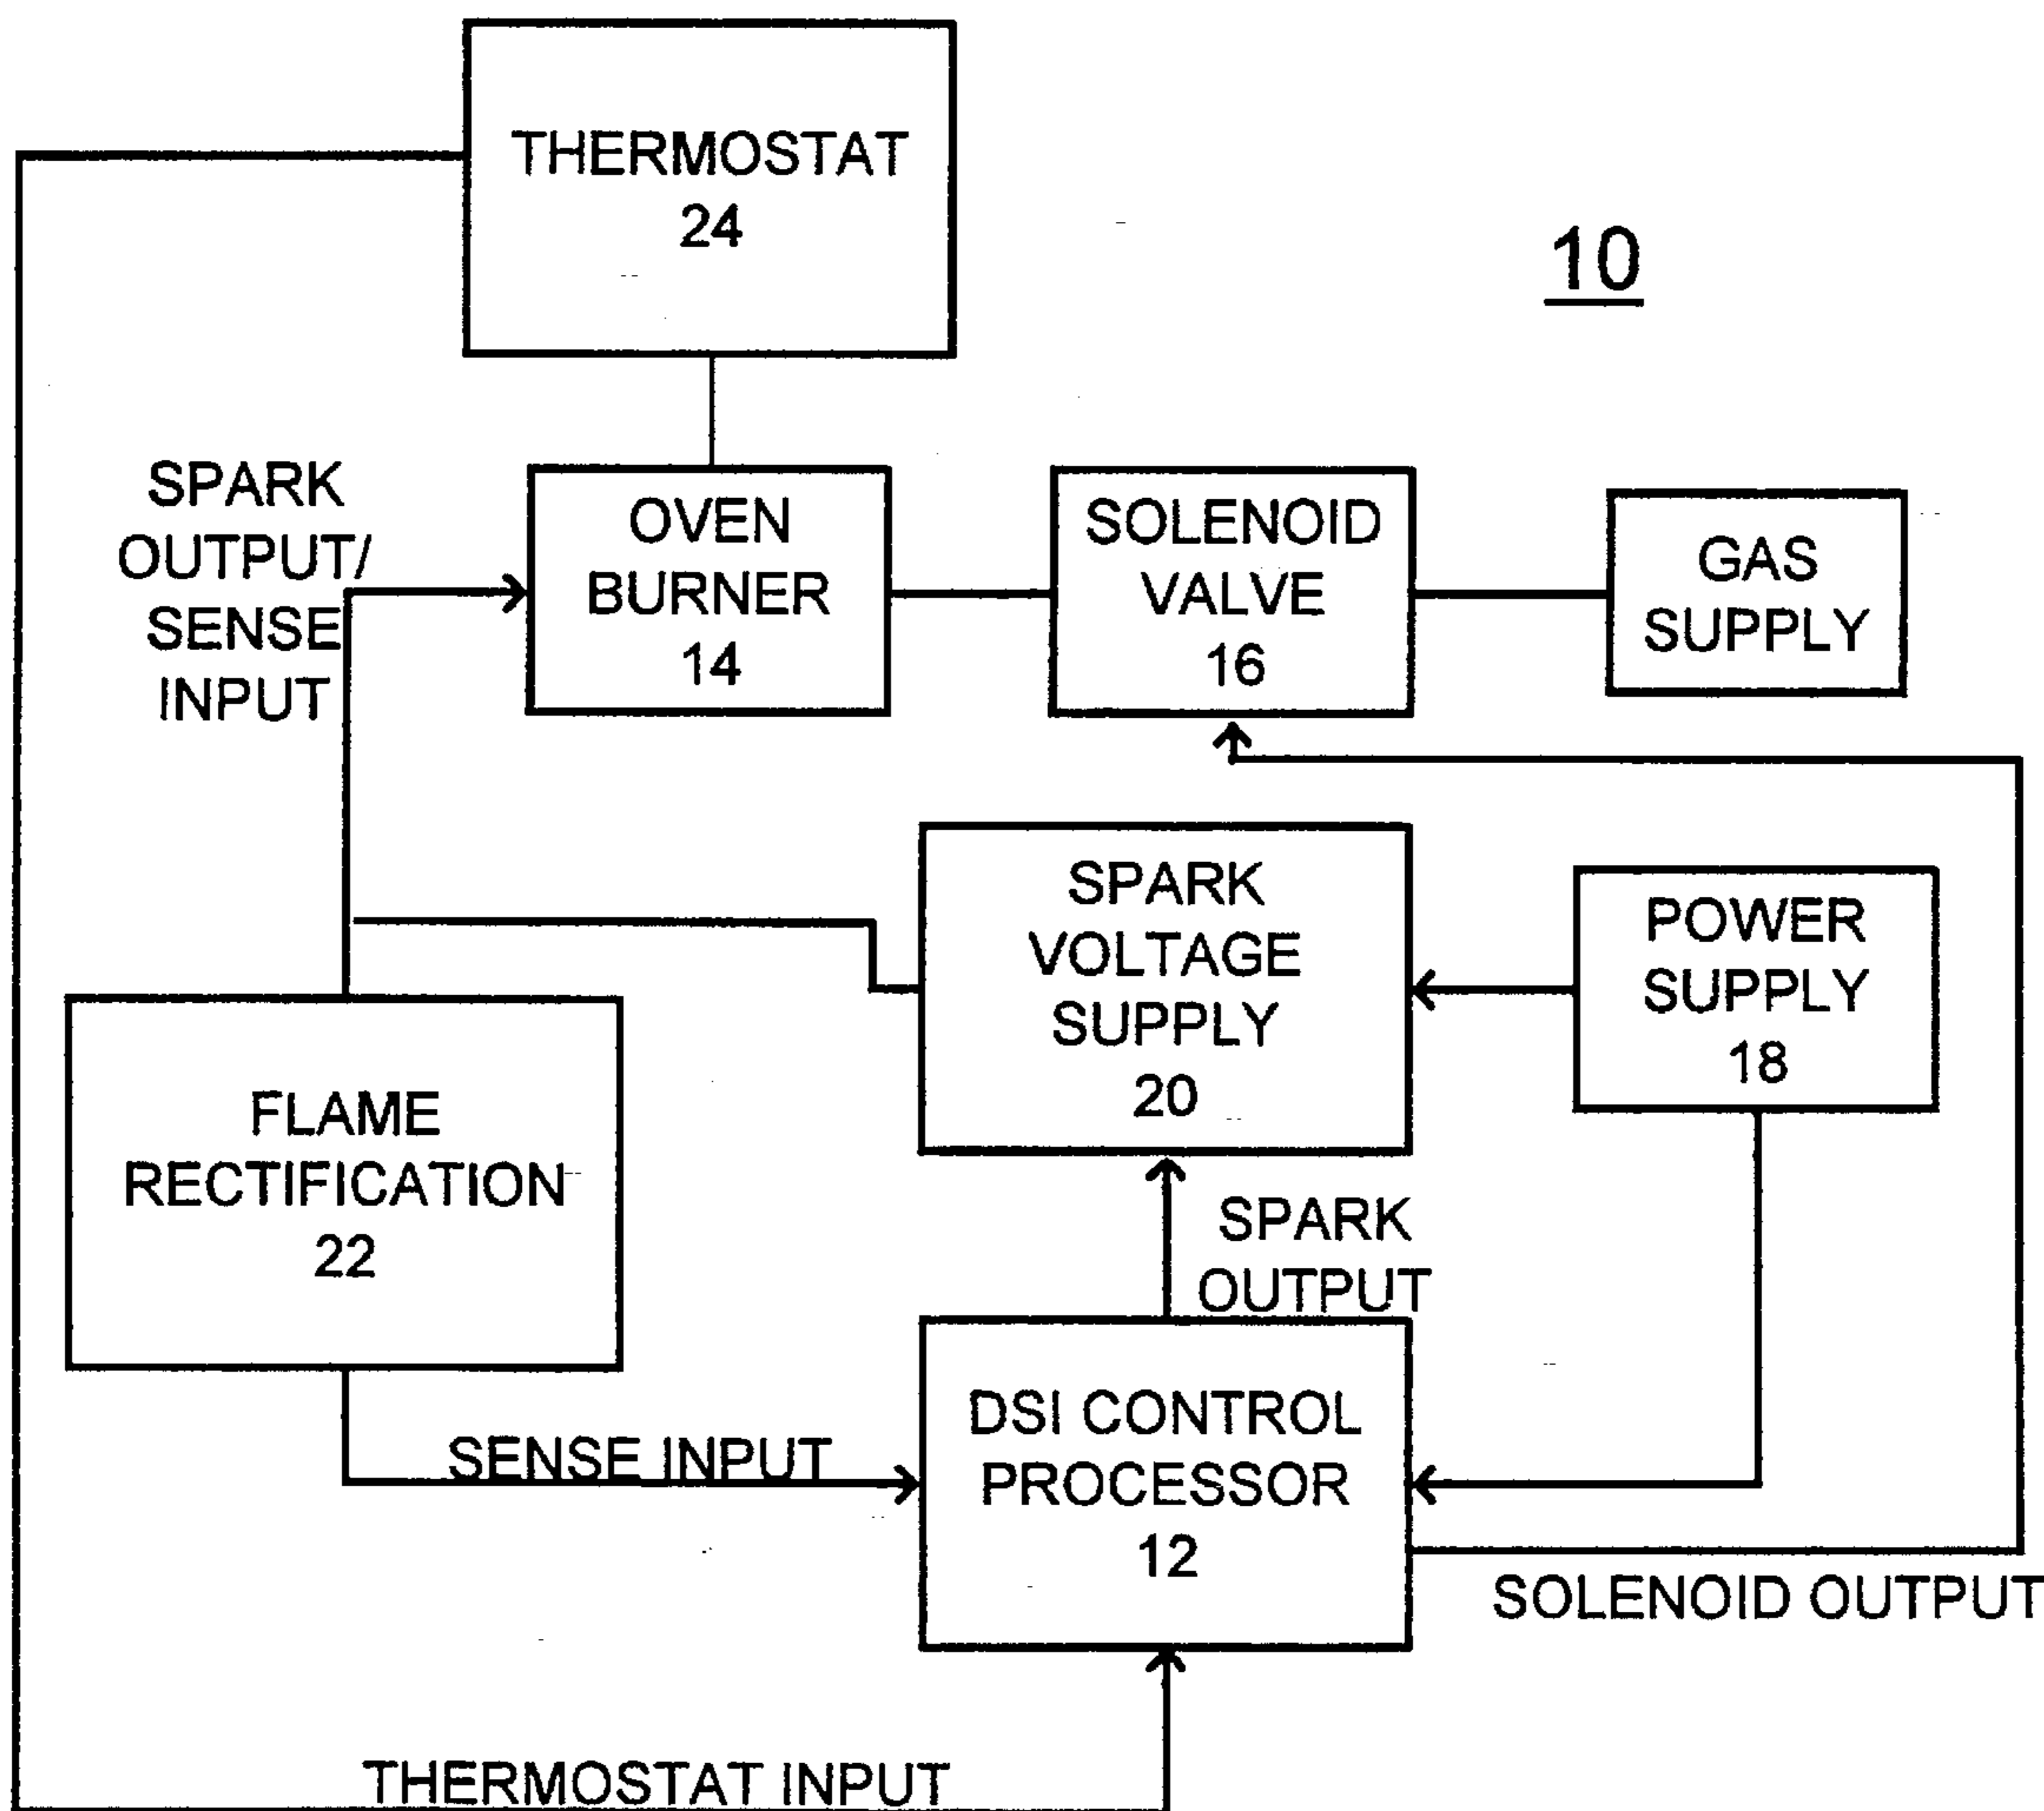 THERMOSTAT
24
10
SPARK
OUTPUT/
SENSE
INPUT
OVEN
BURNER
14
SOLENOID
VALVE
16
GAS
SUPPLY
SPARK
VOLTAGE
SUPPLY
20
POWER
SUPPLY
18
FLAME
RECTIFICATION
22
SPARK
OUTPUT
SENSE INPUT
DSI CONTROL
PROCESSOR
12
SOLENOID OUTPUT
THERMOSTAT INPUT